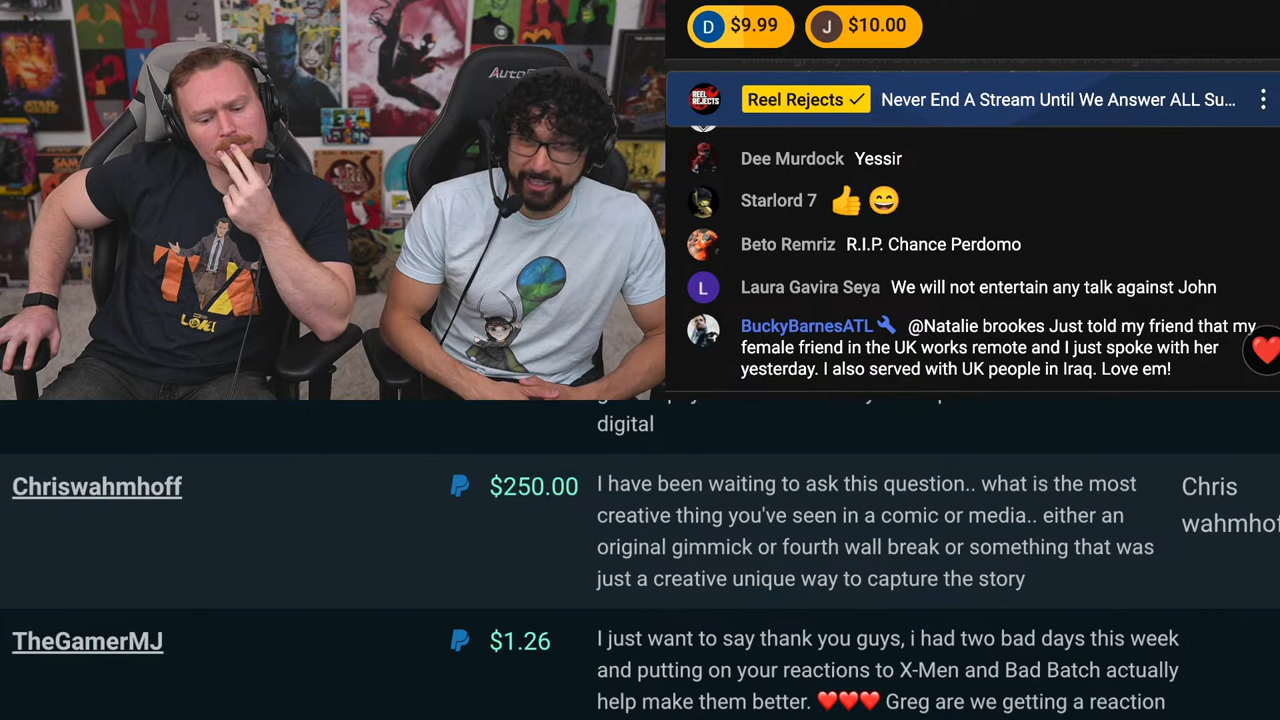 D $9.99 J $10.00
REEL REJECTS Reel Rejects ✓ Never End A Stream Until We Answer ALL Su...
Dee Murdock Yessir
Starlord 7 👍 😄
Beto Remriz R.I.P. Chance Perdomo
L Laura Gavira Seya We will not entertain any talk against John
BuckyBarnesATL 🔧 @Natalie brookes Just told my friend that my
female friend in the UK works remote and I just spoke with her
yesterday. I also served with UK people in Iraq. Love em!
❤️
TVA
LOKI
digital
Chriswahmhoff $250.00 I have been waiting to ask this question.. what is the most
creative thing you've seen in a comic or media.. either an
original gimmick or fourth wall break or something that was
just a creative unique way to capture the story
Chris
wahmhof
TheGamerMJ $1.26 I just want to say thank you guys, i had two bad days this week
and putting on your reactions to X-Men and Bad Batch actually
help make them better. ❤️❤️❤️ Greg are we getting a reaction